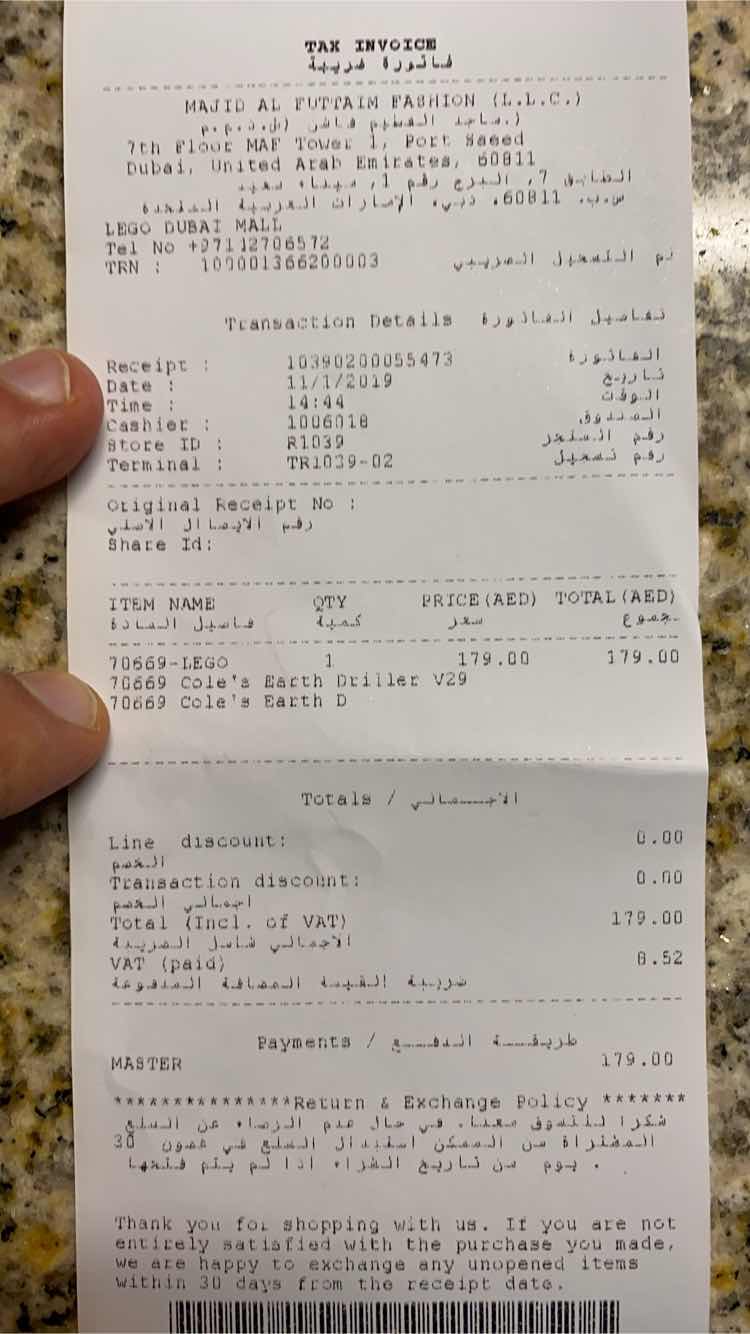 TAX INVOICE
فاتورة ضريبة
MAJID AL FUTTAIM FASHION (L.L.C.)
ماجد الفطيم فاشن (ش.ذ.م.م.)
7th Floor MAF Tower 1, Port Saeed
Dubai, United Arab Emirates, 60811
الطابق 7, البرج رقم 1, ميناء سعيد
ص.ب. 60811، دبي، الإمارات العربية المتحدة
LEGO DUBAI MALL
Tel No +97142706572
TRN : 100001366200003 رقم التسجيل الضريبي
Transaction Details تفاصيل الفاتورة
Receipt : 10390200055473 الفاتورة
Date : 11/1/2019 تاريخ
Time : 14:44 الوقت
Cashier : 1006018 الصندوق
Store ID : R1039 رقم المتجر
Terminal : TR1039-02 رقم تسجيل
Original Receipt No :
رقم الايصال الاصلي
Share Id:
ITEM NAME QTY PRICE(AED) TOTAL(AED)
فاصيل المادة كمية سعر مجموع
70669-LEGO 1 179.00 179.00
70669 Cole's Earth Driller V29
70669 Cole's Earth D
Totals / الاجمالي
Line discount: 0.00
الخصم
Transaction discount: 0.00
اجمالي الخصم
Total (Incl. of VAT) 179.00
الاجمالي شامل الضريبة
VAT (paid) 8.52
ضريبة القيمة المضافة المدفوعة
Payments / طريقة الدفع
MASTER 179.00
***************Return & Exchange Policy *******
شكرا للتسوق معنا. في حال عدم الرضاء عن السلع
المشتراة من الممكن استبدال السلع في غضون 30
يوم من تاريخ الشراء اذا لم يتم فتحها .
Thank you for shopping with us. If you are not
entirely satisfied with the purchase you made,
we are happy to exchange any unopened items
within 30 days from the receipt date.